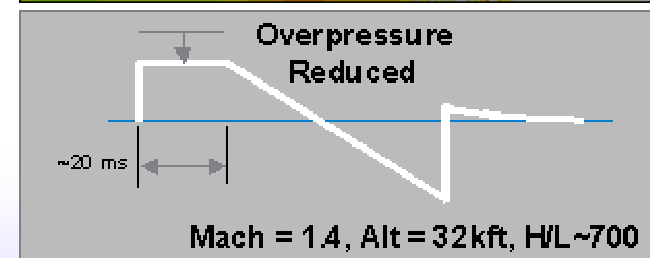 Overpressure
Reduced
~20 ms
Mach = 1.4, Alt = 32kft, H/L~700